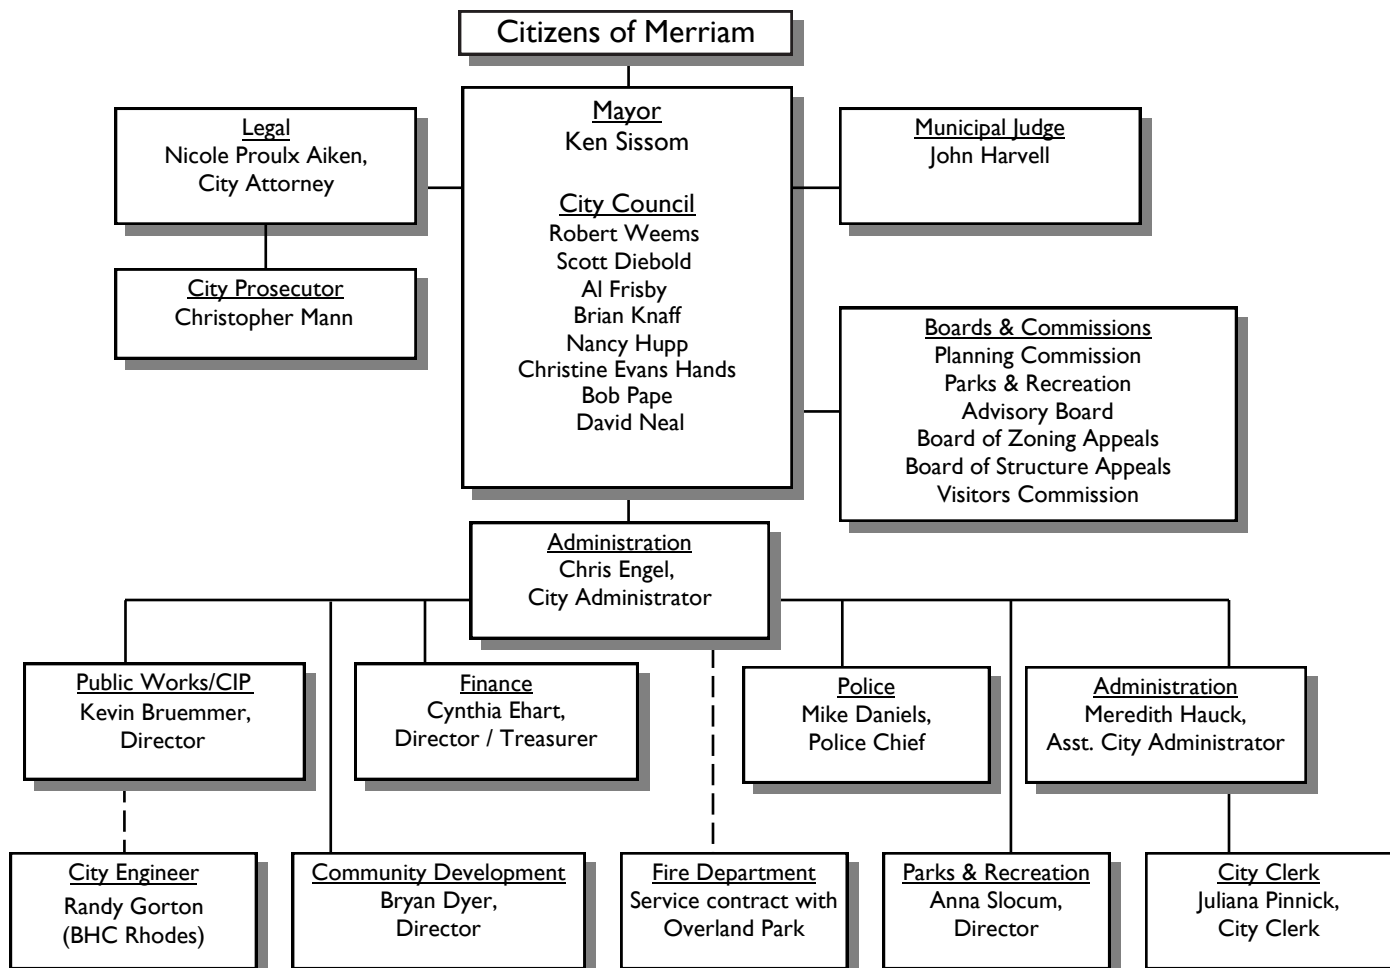 Citizens of Merriam
Legal
Nicole Proulx Aiken,
City Attorney
Mayor
Ken Sissom
City Council
Robert Weems
Scott Diebold
Al Frisby
Brian Knaff
Nancy Hupp
Christine Evans Hands
Bob Pape
David Neal
Municipal Judge
John Harvell
City Prosecutor
Christopher Mann
Boards & Commissions
Planning Commission
Parks & Recreation
Advisory Board
Board of Zoning Appeals
Board of Structure Appeals
Visitors Commission
Administration
Chris Engel,
City Administrator
Public Works/CIP
Kevin Bruemmer,
Director
Finance
Cynthia Ehart,
Director / Treasurer
Police
Mike Daniels,
Police Chief
Administration
Meredith Hauck,
Asst. City Administrator
City Engineer
Randy Gorton
(BHC Rhodes)
Community Development
Bryan Dyer,
Director
Fire Department
Service contract with
Overland Park
Parks & Recreation
Anna Slocum,
Director
City Clerk
Juliana Pinnick,
City Clerk